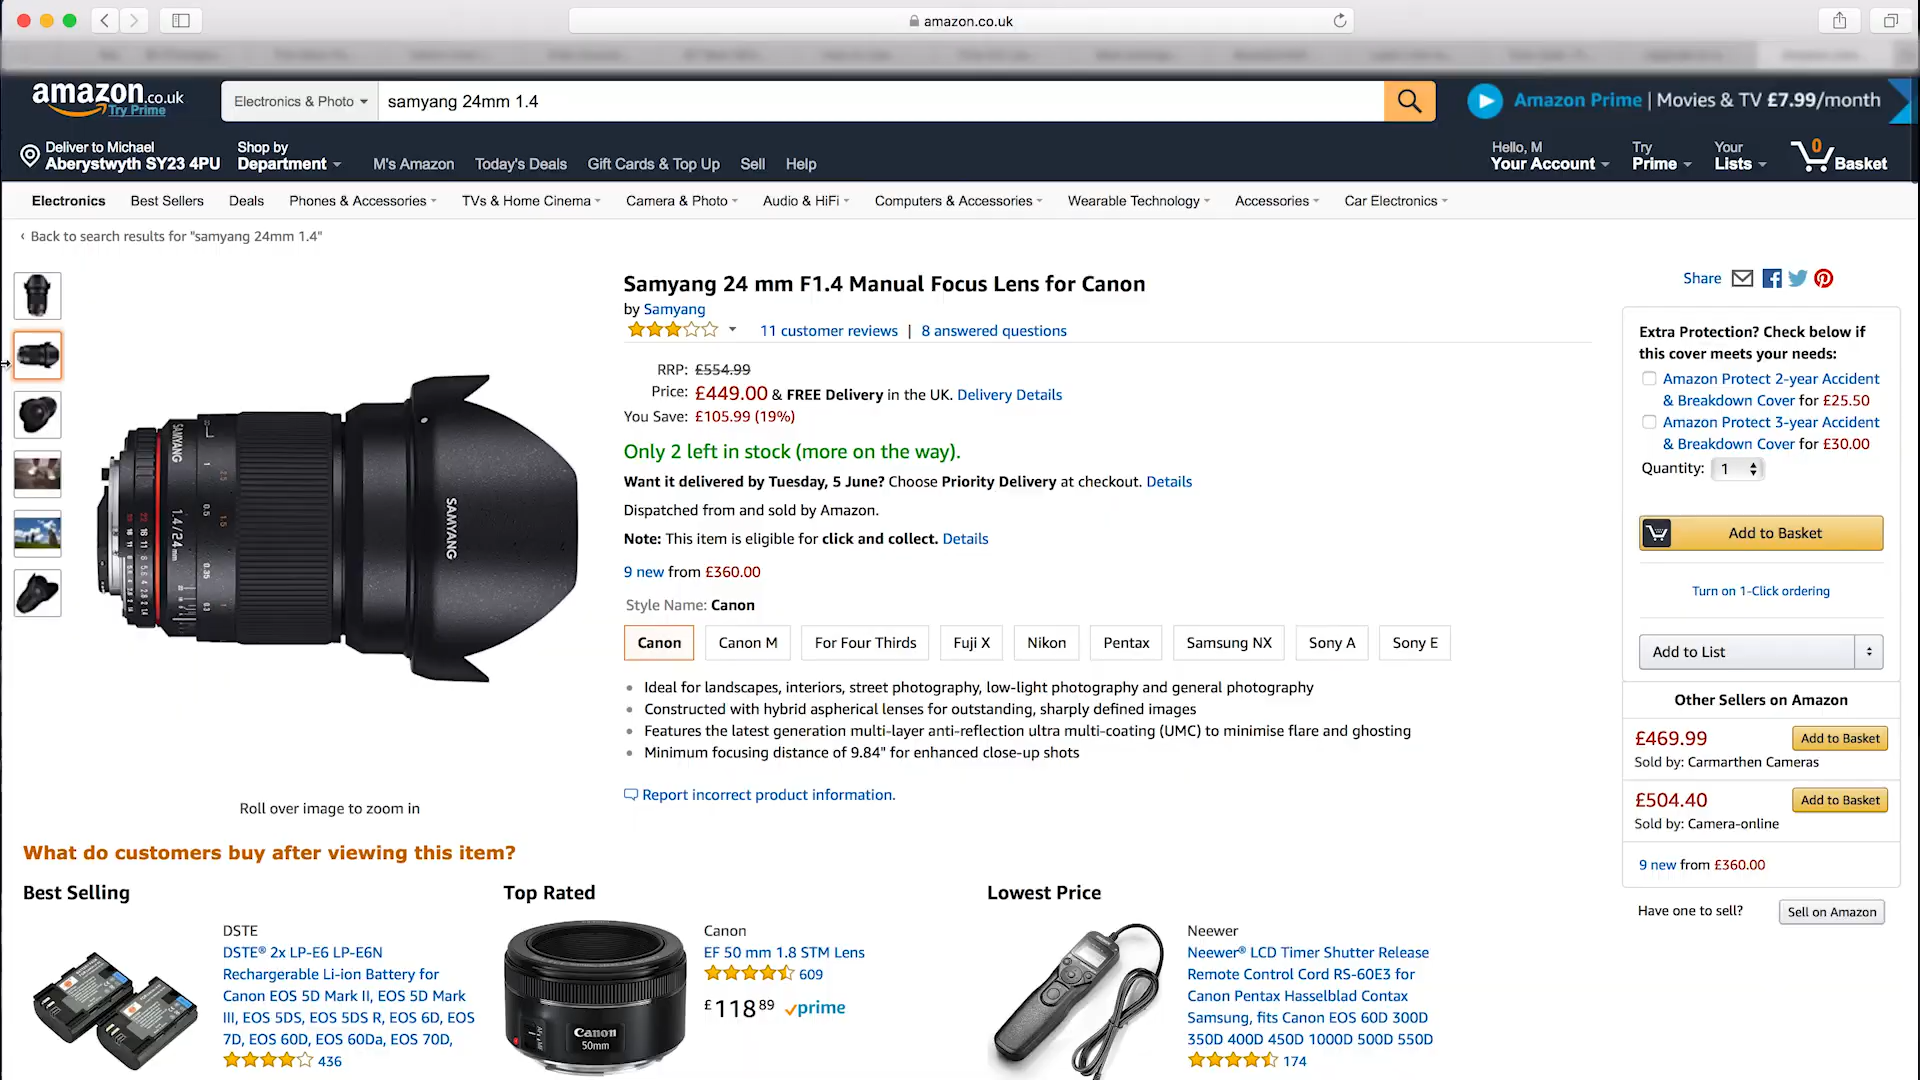 amazon.co.uk
amazon.co.uk
Try Prime
Electronics & Photo
samyang 24mm 1.4
Amazon Prime | Movies & TV £7.99/month
Deliver to Michael
Aberystwyth SY23 4PU
Shop by
Department
M's Amazon
Today's Deals
Gift Cards & Top Up
Sell
Help
Hello, M
Your Account
Try
Prime
Your
Lists
0
Basket
Electronics
Best Sellers
Deals
Phones & Accessories
TVs & Home Cinema
Camera & Photo
Audio & HiFi
Computers & Accessories
Wearable Technology
Accessories
Car Electronics
‹ Back to search results for "samyang 24mm 1.4"
SAMYANG
1.4/24mm
SAMYANG
Roll over image to zoom in
Samyang 24 mm F1.4 Manual Focus Lens for Canon
by Samyang
11 customer reviews | 8 answered questions
RRP: £554.99
Price: £449.00 & FREE Delivery in the UK. Delivery Details
You Save: £105.99 (19%)
Only 2 left in stock (more on the way).
Want it delivered by Tuesday, 5 June? Choose Priority Delivery at checkout. Details
Dispatched from and sold by Amazon.
Note: This item is eligible for click and collect. Details
9 new from £360.00
Style Name: Canon
Canon
Canon M
For Four Thirds
Fuji X
Nikon
Pentax
Samsung NX
Sony A
Sony E
Ideal for landscapes, interiors, street photography, low-light photography and general photography
Constructed with hybrid aspherical lenses for outstanding, sharply defined images
Features the latest generation multi-layer anti-reflection ultra multi-coating (UMC) to minimise flare and ghosting
Minimum focusing distance of 9.84" for enhanced close-up shots
Report incorrect product information.
Share
Extra Protection? Check below if
this cover meets your needs:
Amazon Protect 2-year Accident
& Breakdown Cover for £25.50
Amazon Protect 3-year Accident
& Breakdown Cover for £30.00
Quantity: 1
Add to Basket
Turn on 1-Click ordering
Add to List
Other Sellers on Amazon
£469.99
Add to Basket
Sold by: Carmarthen Cameras
£504.40
Add to Basket
Sold by: Camera-online
9 new from £360.00
Have one to sell?
Sell on Amazon
What do customers buy after viewing this item?
Best Selling
DSTE
DSTE® 2x LP-E6 LP-E6N
Rechargeable Li-ion Battery for
Canon EOS 5D Mark II, EOS 5D Mark
III, EOS 5DS, EOS 5DS R, EOS 6D, EOS
7D, EOS 60D, EOS 60Da, EOS 70D,
436
Top Rated
Canon
50mm
Canon
EF 50 mm 1.8 STM Lens
609
£118 89 prime
Lowest Price
Neewer
Neewer® LCD Timer Shutter Release
Remote Control Cord RS-60E3 for
Canon Pentax Hasselblad Contax
Samsung, fits Canon EOS 60D 300D
350D 400D 450D 1000D 500D 550D
174